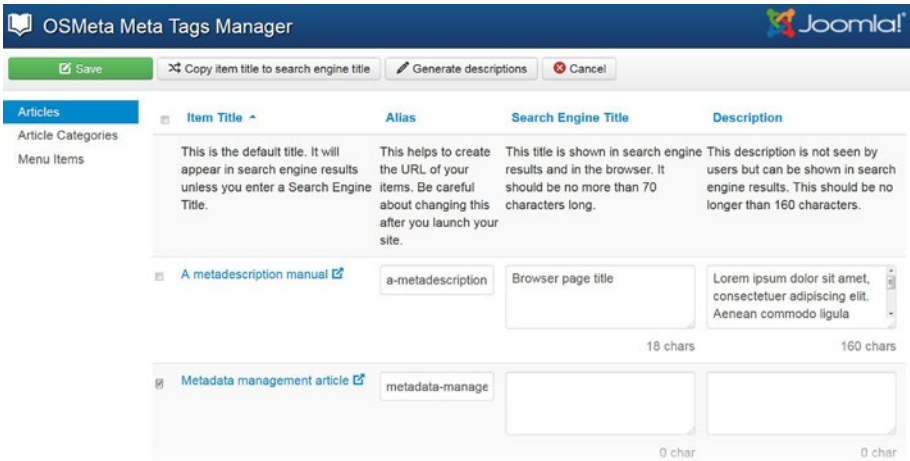 OSMeta Meta Tags Manager
Joomla!
Save
Copy item title to search engine title
Generate descriptions
Cancel
Articles
Article Categories
Menu Items
Item Title
Alias
Search Engine Title
Description
This is the default title. It will
appear in search engine results
unless you enter a Search Engine
Title.
This helps to create
the URL of your
items. Be careful
about changing this
after you launch your
site.
This title is shown in search engine
results and in the browser. It
should be no more than 70
characters long.
This description is not seen by
users but can be shown in search
engine results. This should be no
longer than 160 characters.
A metadescription manual
a-metadescription
Browser page title
18 chars
Lorem ipsum dolor sit amet,
consectetuer adipiscing elit.
Aenean commodo ligula
160 chars
Metadata management article
metadata-manage
0 char
0 char